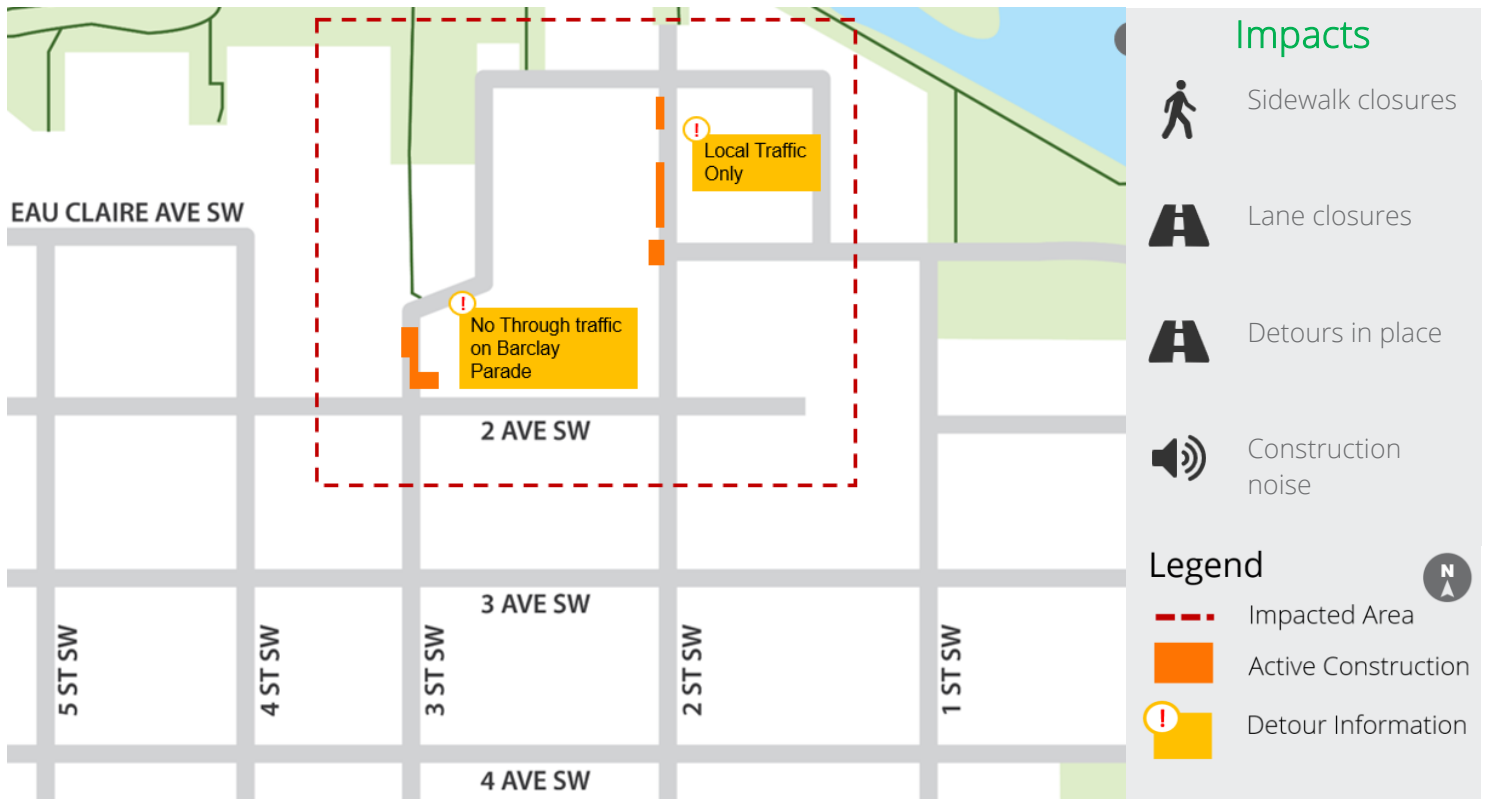 EAU CLAIRE AVE SW
!
Local Traffic
Only
!
No Through traffic
on Barclay
Parade
2 AVE SW
3 AVE SW
5 ST SW
4 ST SW
3 ST SW
2 ST SW
1 ST SW
4 AVE SW
Impacts
Sidewalk closures
Lane closures
Detours in place
Construction
noise
Legend
N
Impacted Area
Active Construction
!
Detour Information